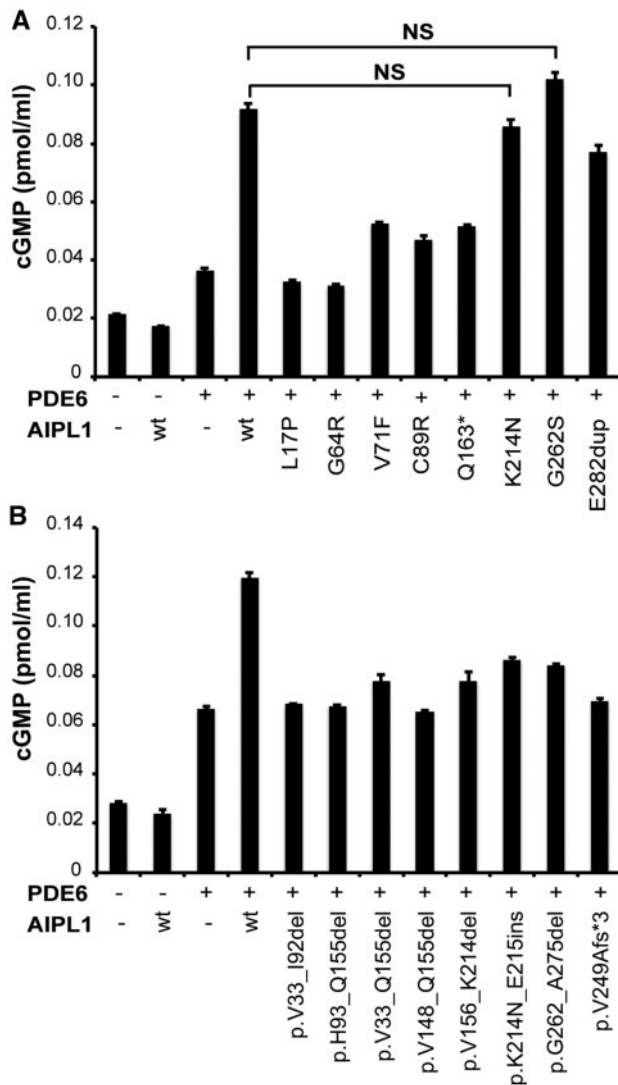 A
NS
NS
cGMP (pmol/ml)
0.12
0.10
0.08
0.06
0.04
0.02
0
PDE6 - - + + + + + + + + + +
AIPL1 - wt - wt L17P G64R V71F C89R Q163* K214N G262S E282dup
B
cGMP (pmol/ml)
0.14
0.12
0.10
0.08
0.06
0.04
0.02
0
PDE6 - - + + + + + + + + + +
AIPL1 - wt - wt p.V33_I92del p.H93_Q155del p.V33_Q155del p.V148_Q155del p.V156_K214del p.K214N_E215ins p.G262_A275del p.V249Afs*3